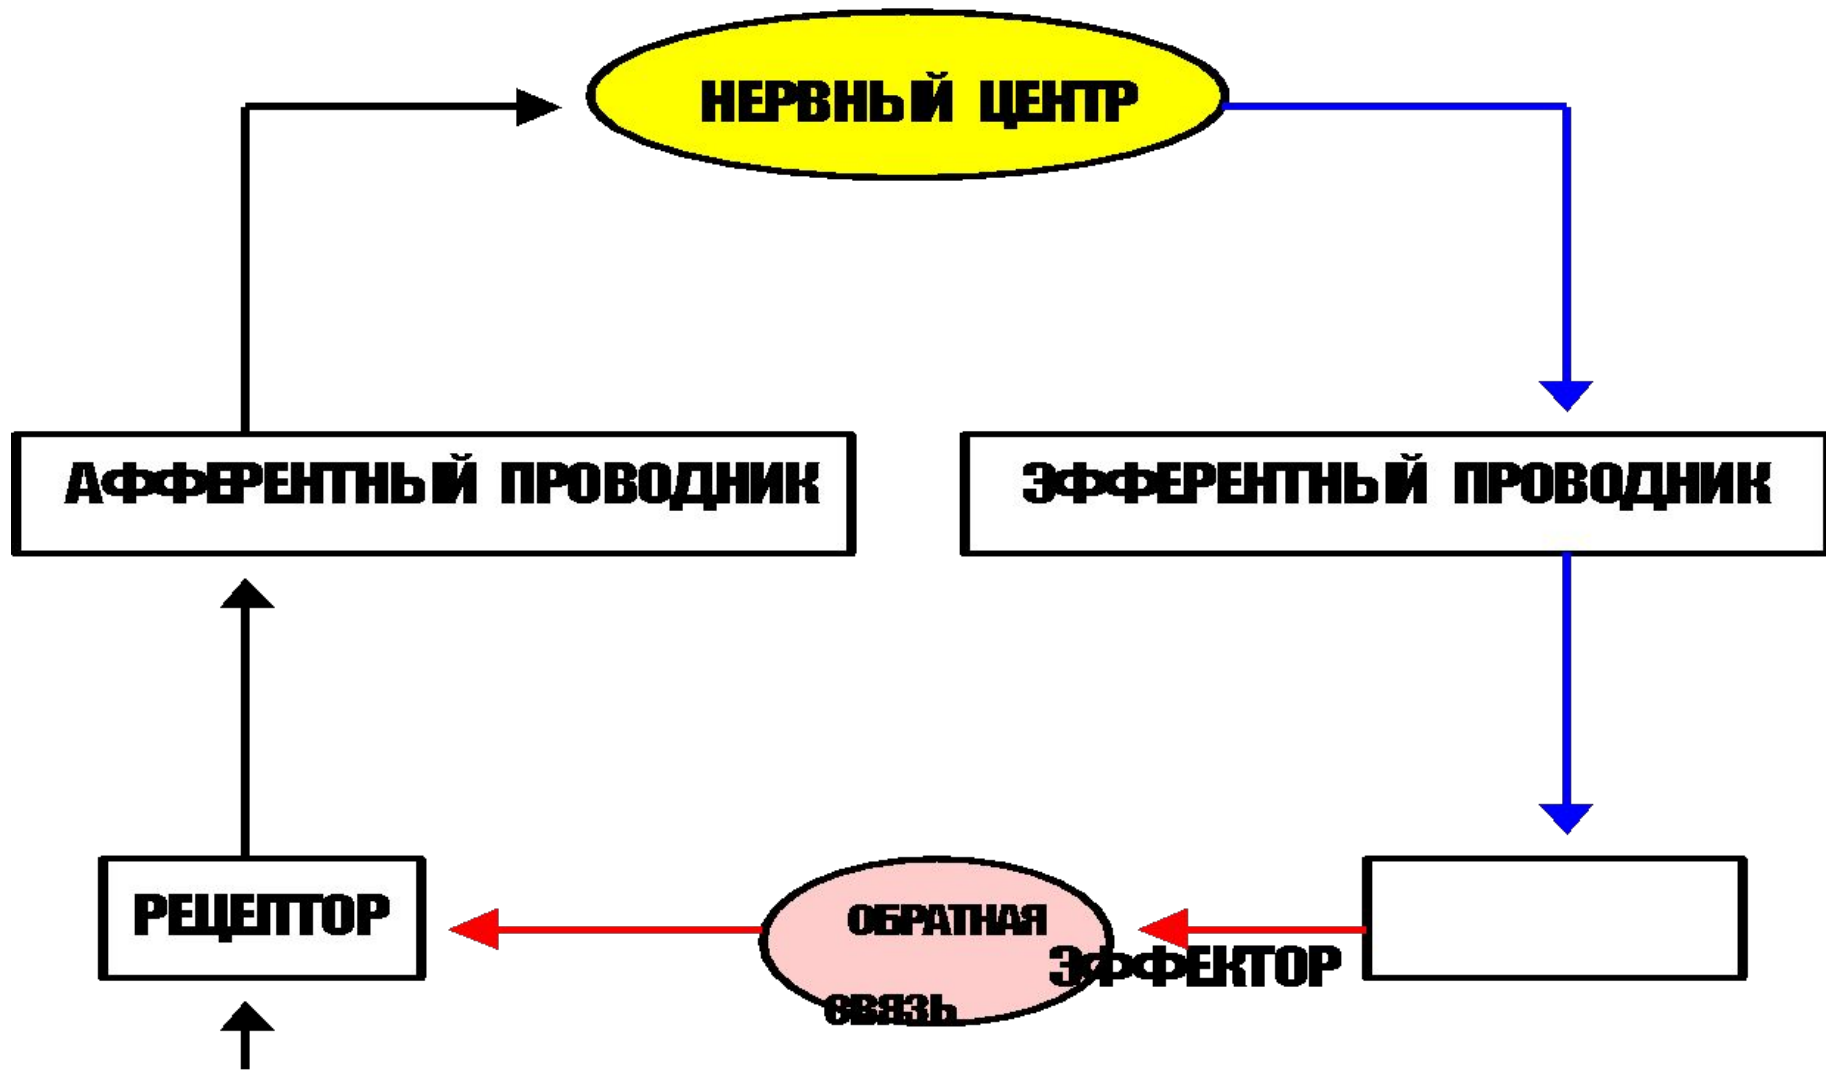 НЕРВНЫЙ ЦЕНТР
АФФЕРЕНТНЫЙ ПРОВОДНИК
ЭФФЕРЕНТНЫЙ ПРОВОДНИК
РЕЦЕПТОР
ОБРАТНАЯ
СВЯЗЬ
ЭФФЕКТОР